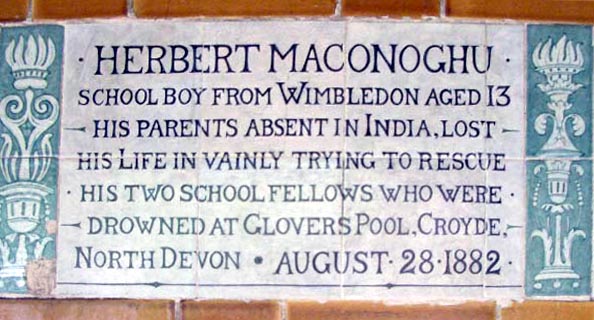 · HERBERT MACONOGHU ·
SCHOOL BOY FROM WIMBLEDON AGED 13
HIS PARENTS ABSENT IN INDIA, LOST
HIS LIFE IN VAINLY TRYING TO RESCUE
· HIS TWO SCHOOL FELLOWS WHO WERE ·
DROWNED AT GLOVERS POOL, CROYDE,
NORTH DEVON • AUGUST · 28 · 1882 ·